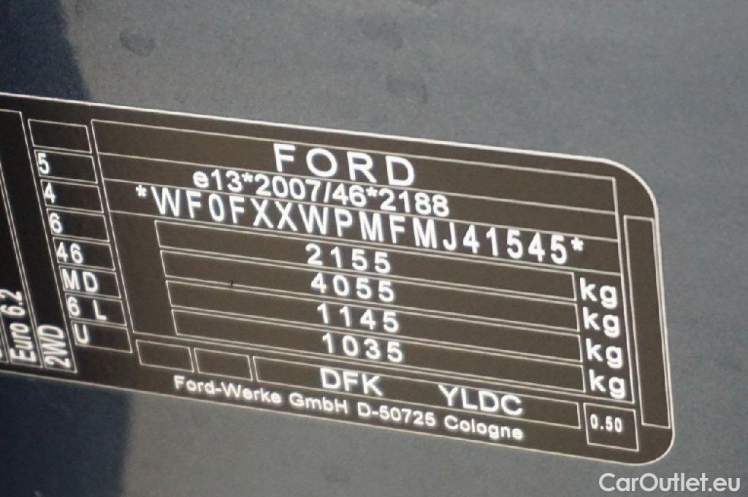 FORD
e13*2007/46*2188
*WF0FXXWPMFMJ41545*
2155 kg
4055 kg
1145 kg
1035 kg
DFK YLDC
0.50
Ford-Werke GmbH D-50725 Cologne
5
4
6
46
MD
6 L
U
2WD
Euro 6.2
CarOutlet.eu